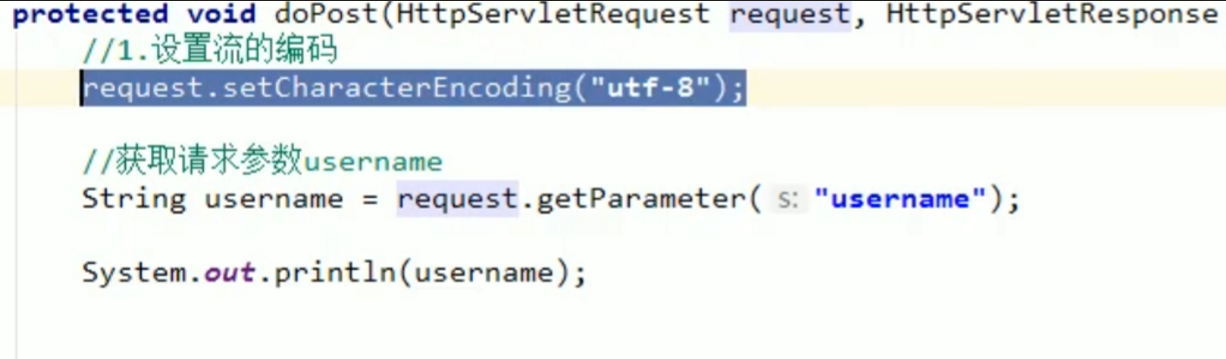 protected void doPost(HttpServletRequest request, HttpServletResponse
//1.设置流的编码
request.setCharacterEncoding("utf-8");
//获取请求参数username
String username = request.getParameter( s: "username");
System.out.println(username);